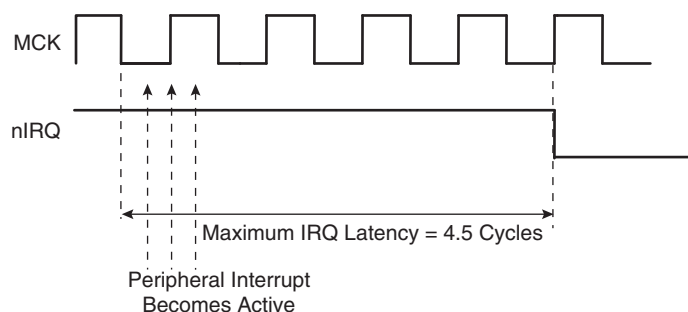 MCK
nIRQ
Maximum IRQ Latency = 4.5 Cycles
Peripheral Interrupt
Becomes Active